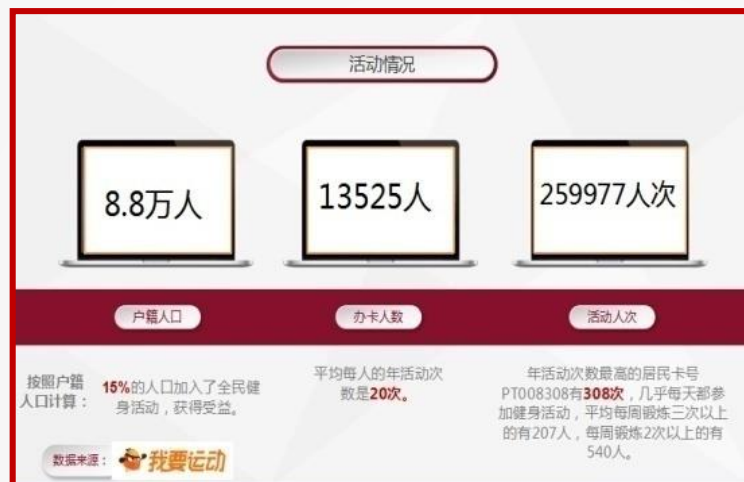 活动情况
8.8万人
13525人
259977人次
户籍人口
办卡人数
活动人次
按照户籍
人口计算：
15%的人口加入了全民健
身活动，获得受益。
平均每人的年活动次
数是20次。
年活动次数最高的居民卡号
PT008308有308次，几乎每天都参
加健身活动，平均每周锻炼三次以上
的有207人，每周锻炼2次以上的有
540人。
数据来源：
我要运动